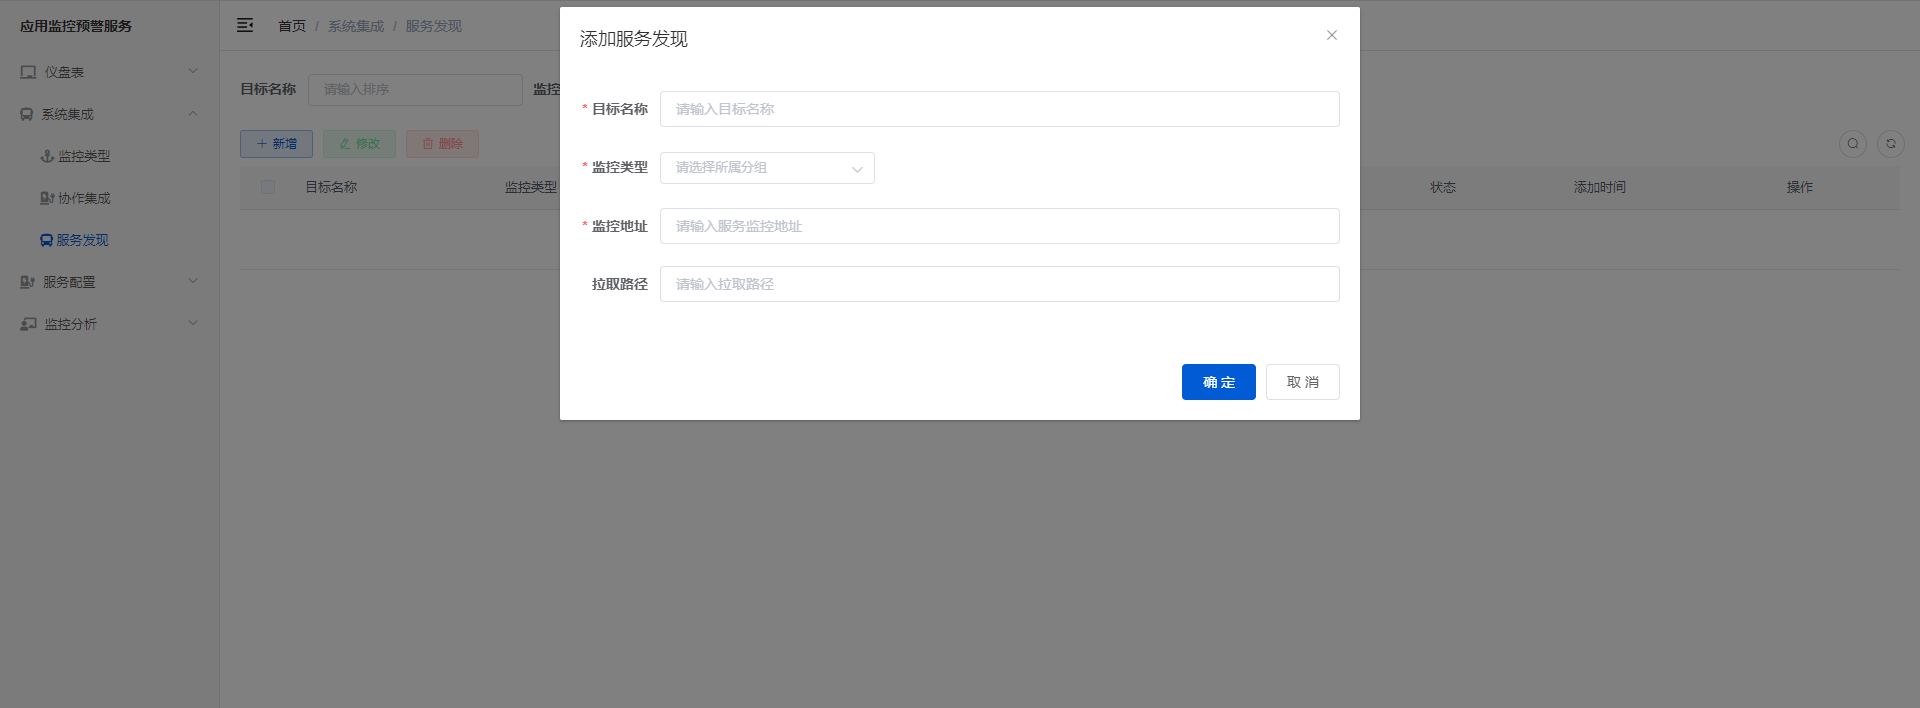 应用监控预警服务
仪盘表
系统集成
监控类型
协作集成
服务发现
服务配置
监控分析
首页 / 系统集成 / 服务发现
目标名称 请输入排序 监控
新增 修改 删除
目标名称 监控类型 状态 添加时间 操作
添加服务发现
* 目标名称 请输入目标名称
* 监控类型 请选择所属分组
* 监控地址 请输入服务监控地址
拉取路径 请输入拉取路径
确 定 取 消